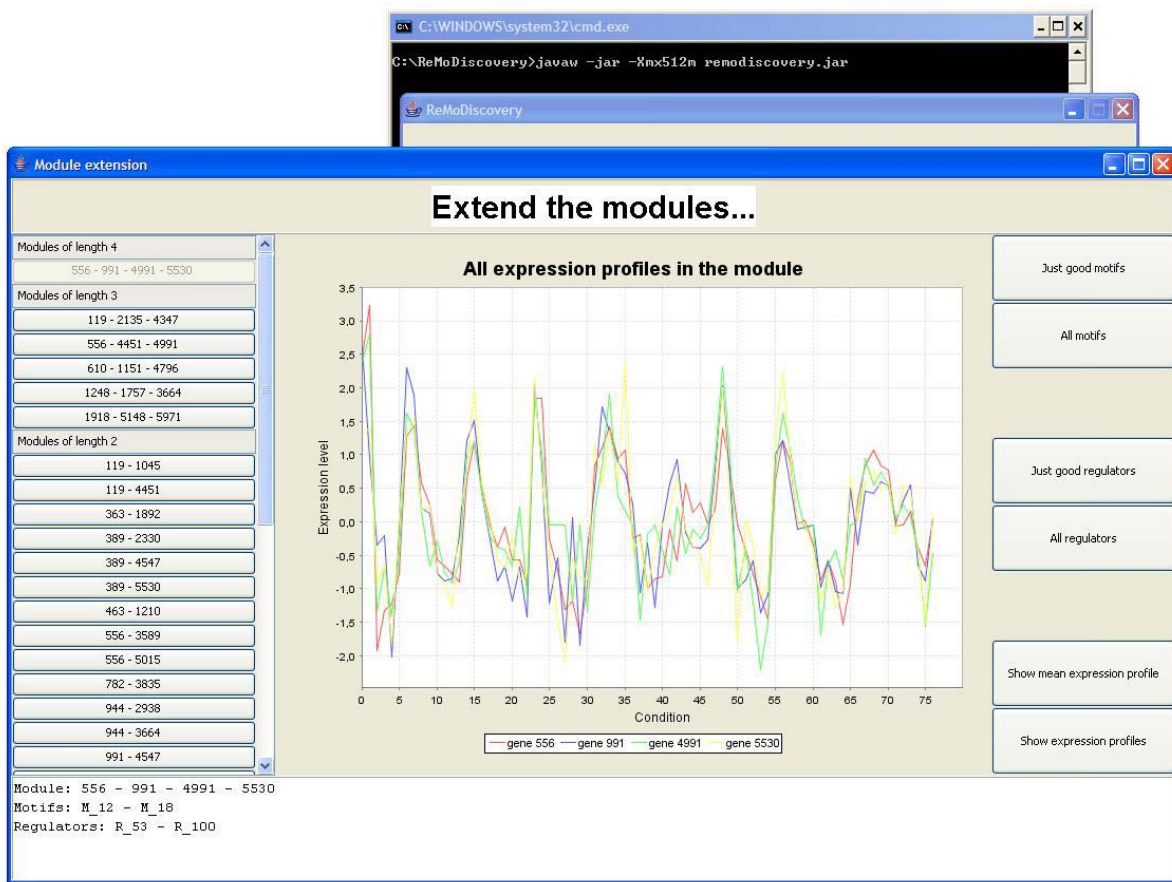 C:\WINDOWS\system32\cmd.exe
C:\ReMoDiscovery>javaw -jar -Xmx512m remodiscovery.jar
ReMoDiscovery
Module extension
Extend the modules...
Modules of length 4
556 - 991 - 4991 - 5530
Modules of length 3
119 - 2135 - 4347
556 - 4451 - 4991
610 - 1151 - 4796
1248 - 1757 - 3664
1918 - 5148 - 5971
Modules of length 2
119 - 1045
119 - 4451
363 - 1892
389 - 2330
389 - 4547
389 - 5530
463 - 1210
556 - 3589
556 - 5015
782 - 3835
944 - 2938
944 - 3664
991 - 4547
All expression profiles in the module
Expression level
3,5
3,0
2,5
2,0
1,5
1,0
0,5
0,0
-0,5
-1,0
-1,5
-2,0
0 5 10 15 20 25 30 35 40 45 50 55 60 65 70 75
Condition
gene 556 gene 991 gene 4991 gene 5530
Just good motifs
All motifs
Just good regulators
All regulators
Show mean expression profile
Show expression profiles
Module: 556 - 991 - 4991 - 5530
Motifs: M_12 - M_18
Regulators: R_53 - R_100